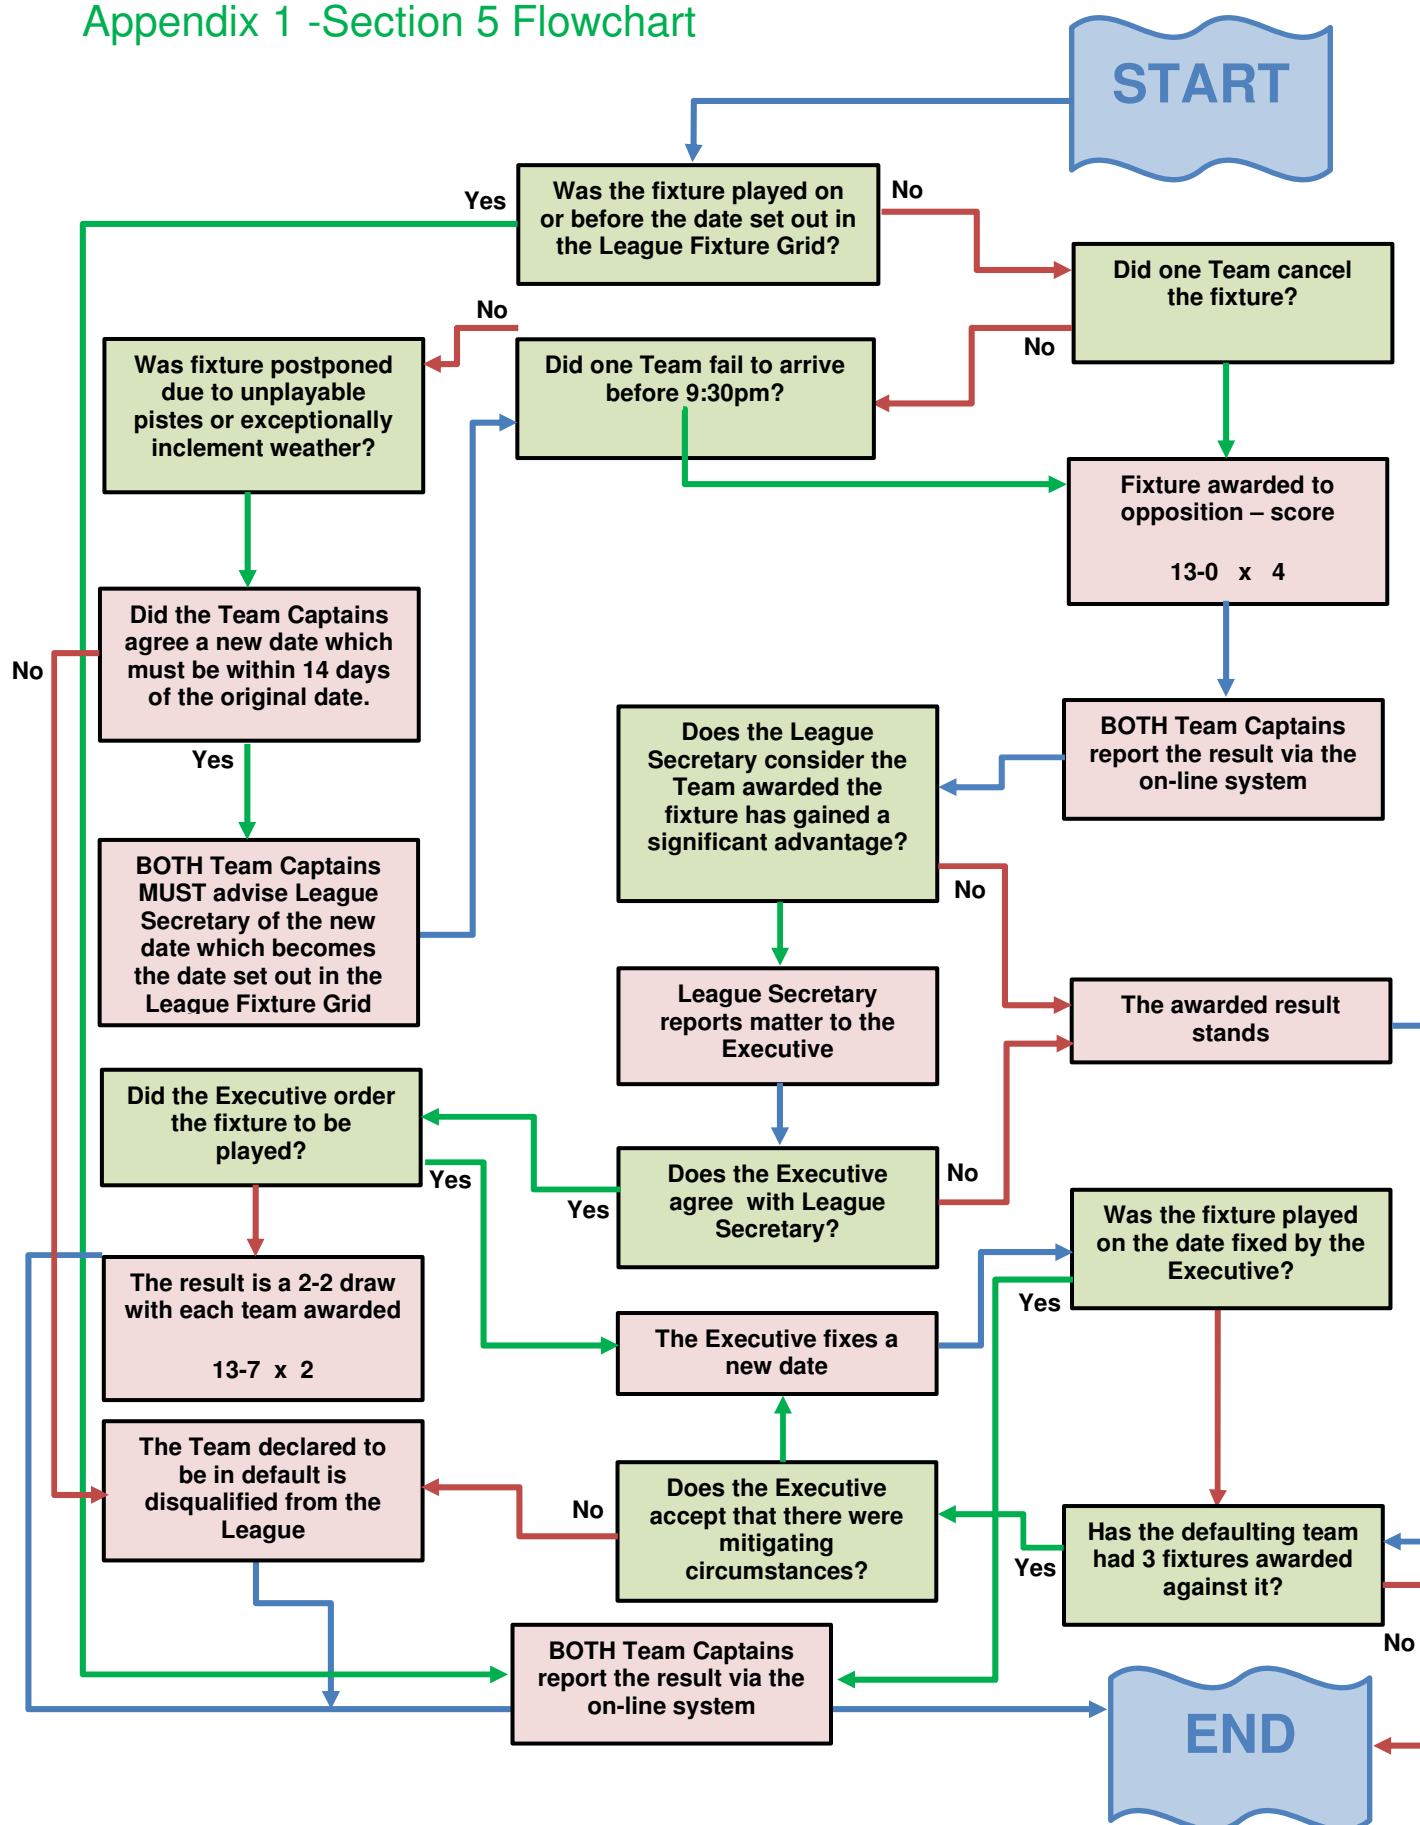 Appendix 1 -Section 5 Flowchart
START
Yes
Was the fixture played on
or before the date set out in
the League Fixture Grid?
No
Did one Team cancel
the fixture?
No
No
Was fixture postponed
due to unplayable
pistes or exceptionally
inclement weather?
Did one Team fail to arrive
before 9:30pm?
Fixture awarded to
opposition – score
13-0 x 4
Did the Team Captains
agree a new date which
must be within 14 days
of the original date.
No
Yes
Does the League
Secretary consider the
Team awarded the
fixture has gained a
significant advantage?
No
BOTH Team Captains
report the result via the
on-line system
BOTH Team Captains
MUST advise League
Secretary of the new
date which becomes
the date set out in the
League Fixture Grid
League Secretary
reports matter to the
Executive
The awarded result
stands
Did the Executive order
the fixture to be
played?
Yes
Yes
Does the Executive
agree with League
Secretary?
No
Was the fixture played
on the date fixed by the
Executive?
Yes
The result is a 2-2 draw
with each team awarded
13-7 x 2
The Executive fixes a
new date
The Team declared to
be in default is
disqualified from the
League
No
Does the Executive
accept that there were
mitigating
circumstances?
Yes
Has the defaulting team
had 3 fixtures awarded
against it?
No
BOTH Team Captains
report the result via the
on-line system
END